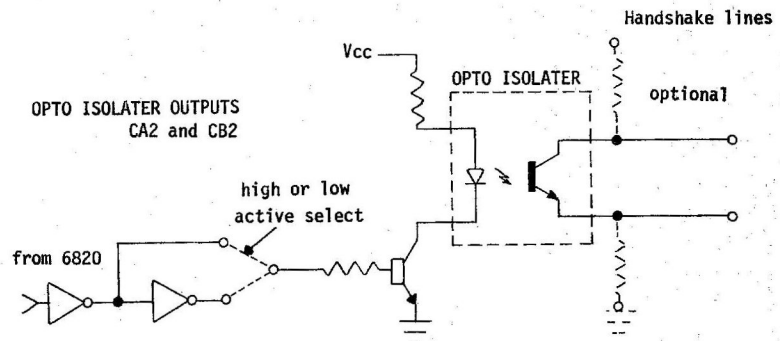 Handshake lines
Vcc
OPTO ISOLATER
optional
OPTO ISOLATER OUTPUTS
CA2 and CB2
high or low
active select
from 6820